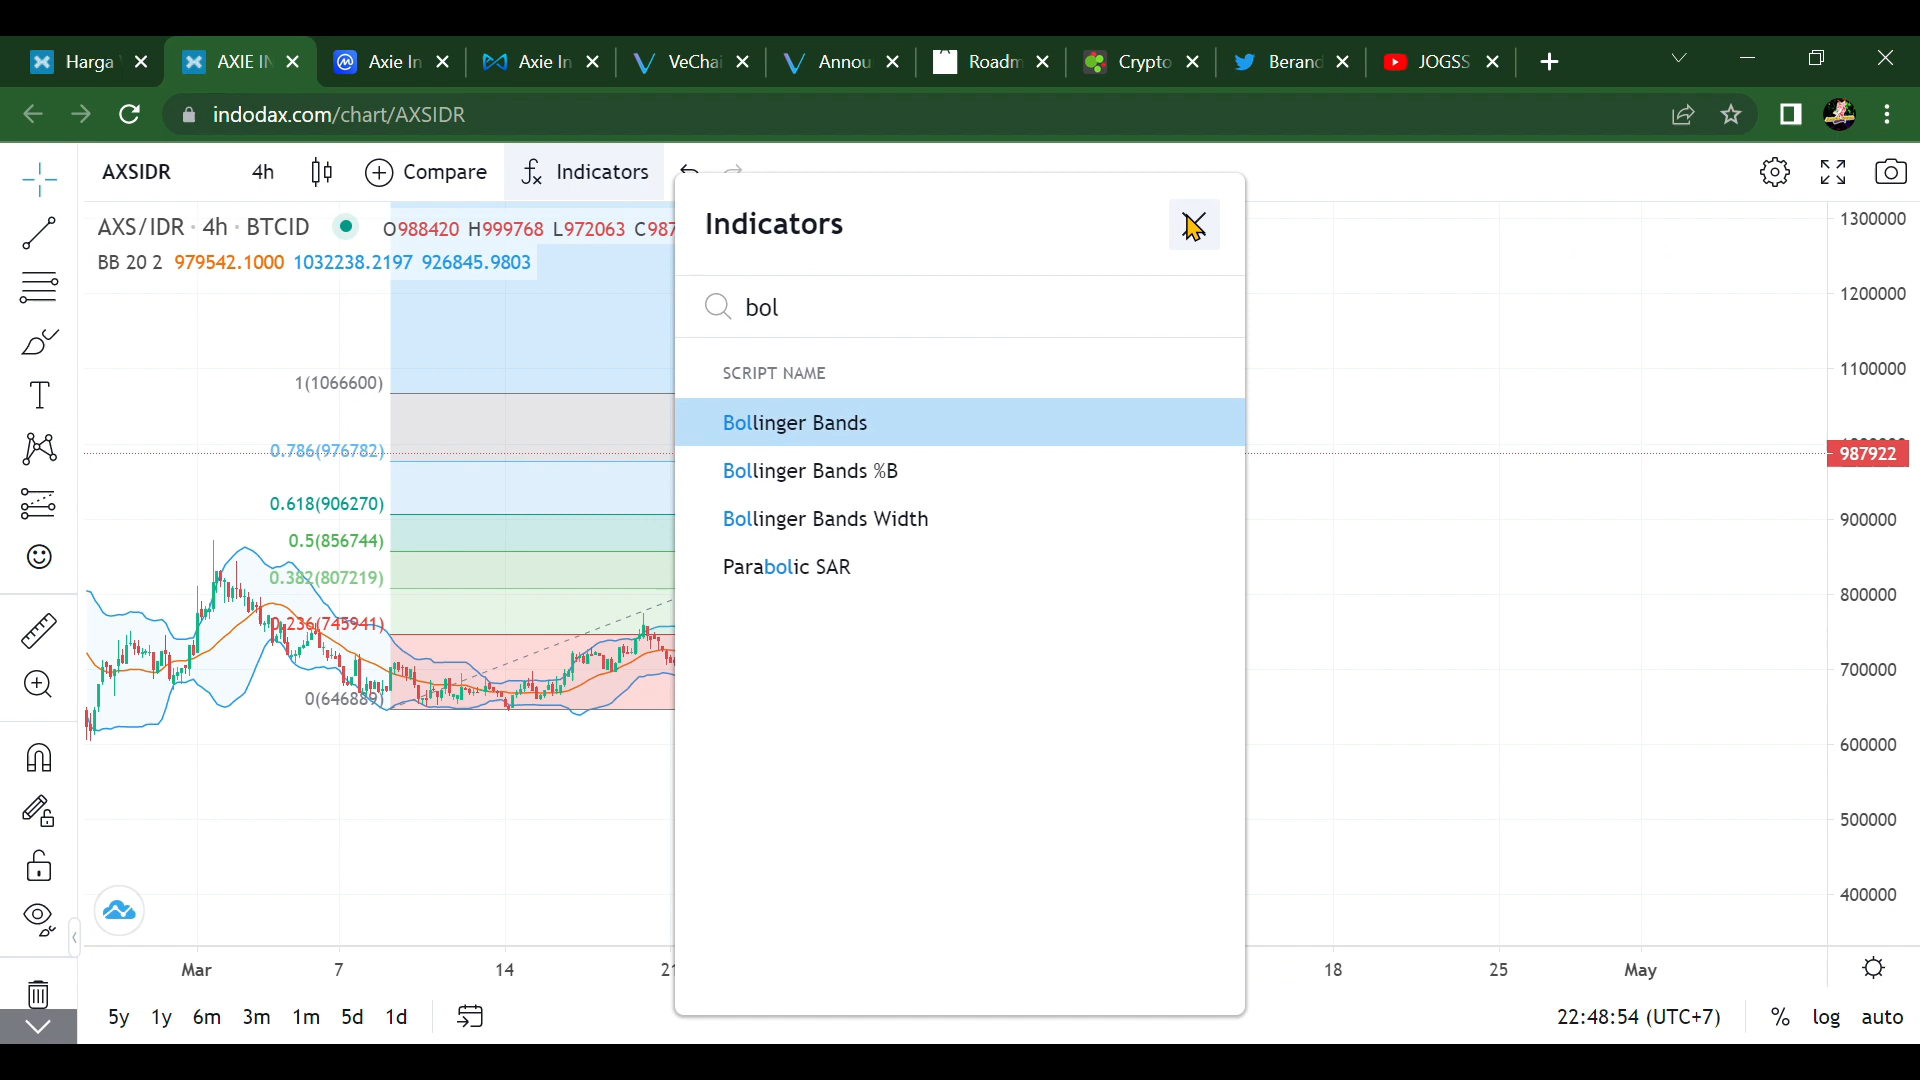 Harga
AXIE IN
Axie In
Axie In
VeChai
Annou
Roadm
Crypto
Berand
JOGSS
indodax.com/chart/AXSIDR
AXSIDR
4h
Compare
Indicators
AXS/IDR · 4h · BTCID
O988420 H999768 L972063 C987
BB 20 2 979542.1000 1032238.2197 926845.9803
Indicators
bol
SCRIPT NAME
Bollinger Bands
Bollinger Bands %B
Bollinger Bands Width
Parabolic SAR
1(1066600)
0.786(976782)
0.618(906270)
0.5(856744)
0.382(807219)
0.236(745941)
0(646889)
1300000
1200000
1100000
987922
900000
800000
700000
600000
500000
400000
Mar
7
14
21
18
25
May
5y
1y
6m
3m
1m
5d
1d
22:48:54 (UTC+7)
%
log
auto